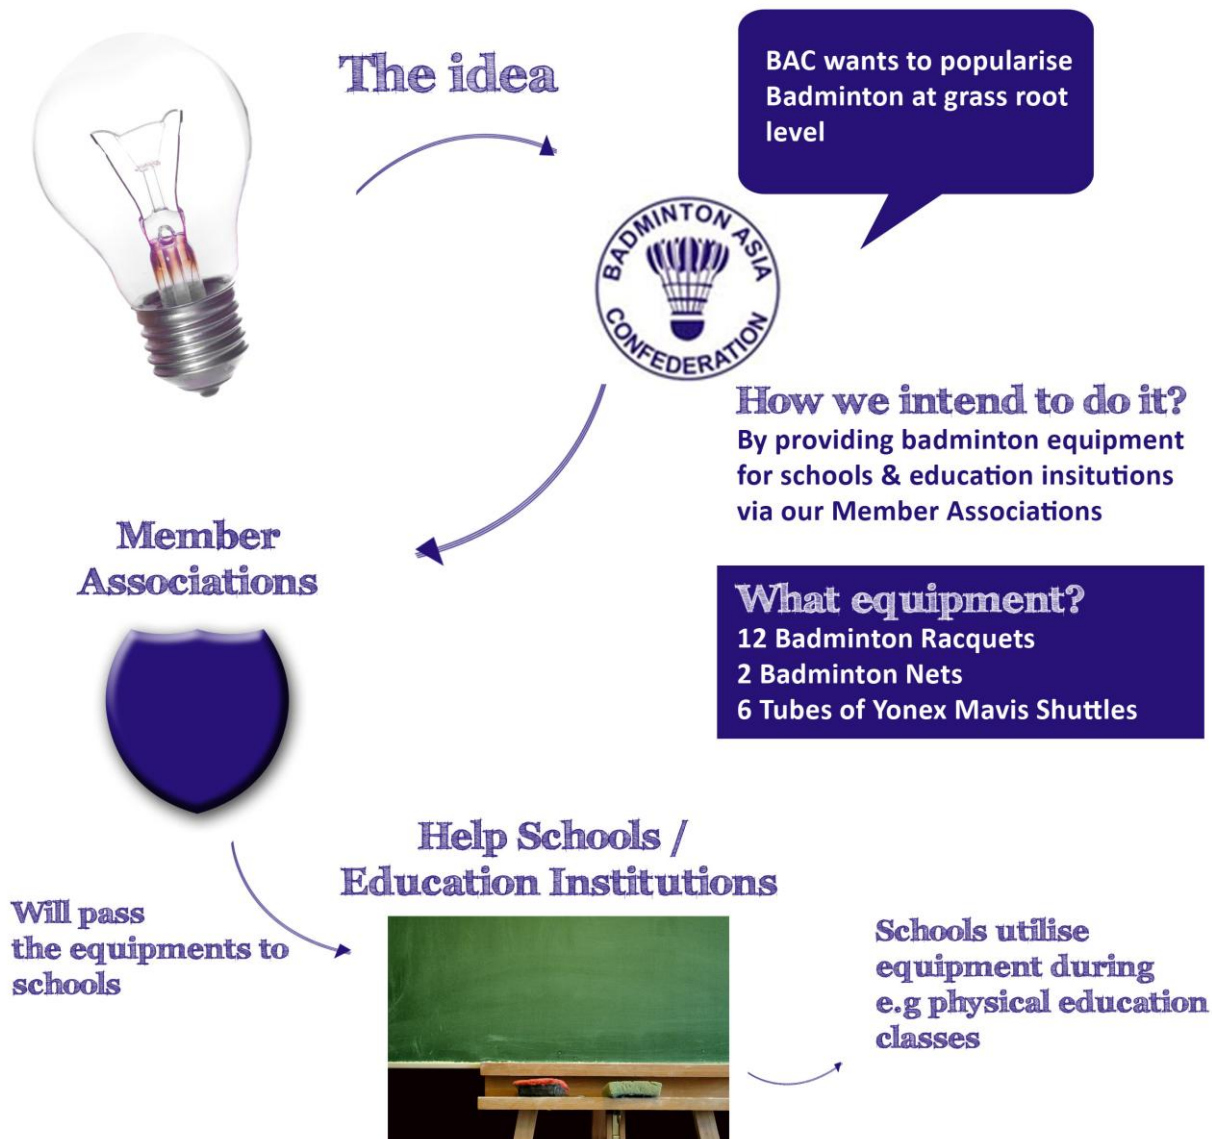 The idea
BAC wants to popularise
Badminton at grass root
level
BADMINTON ASIA
CONFEDERATION
How we intend to do it?
By providing badminton equipment
for schools & education insitutions
via our Member Associations
Member
Associations
What equipment?
12 Badminton Racquets
2 Badminton Nets
6 Tubes of Yonex Mavis Shuttles
Help Schools /
Education Institutions
Will pass
the equipments to
schools
Schools utilise
equipment during
e.g physical education
classes